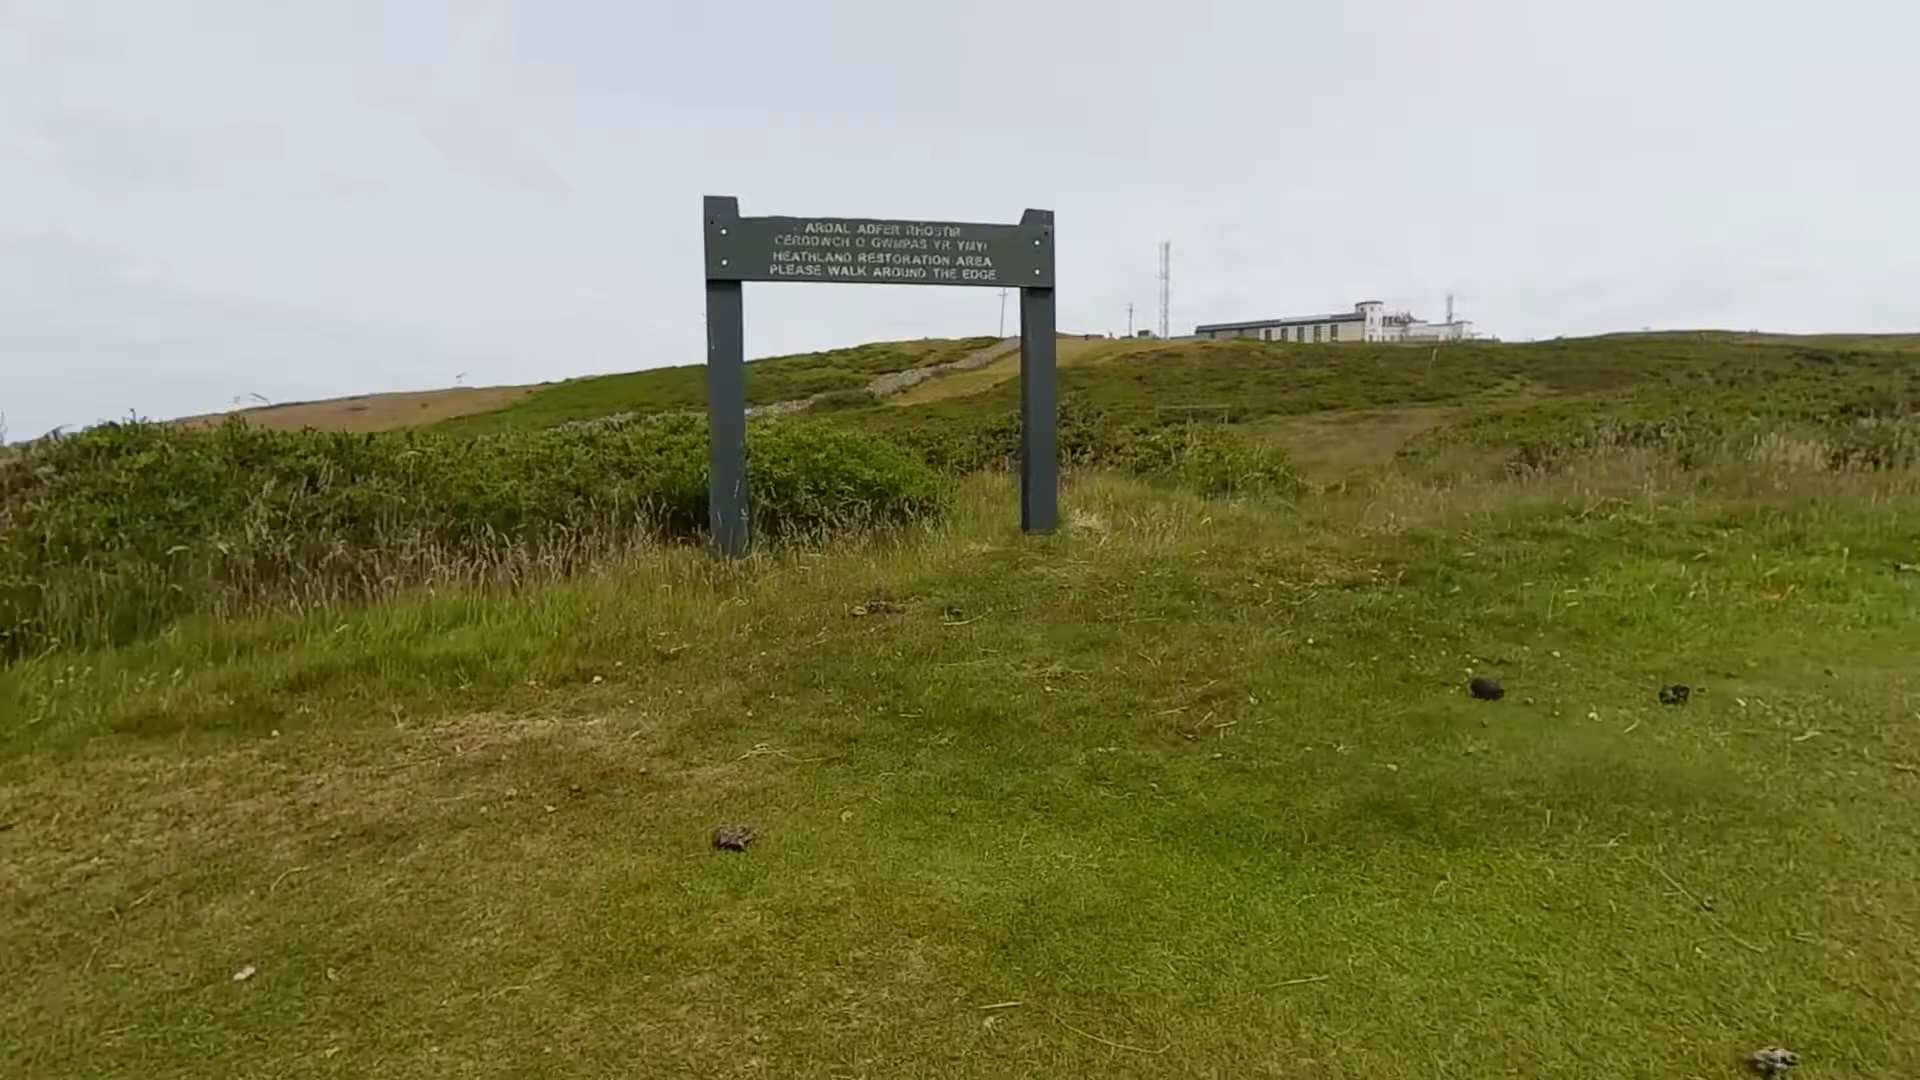 ARDAL ADFER RHOSTIR
CERDDWCH O GWMPAS YR YMYL
HEATHLAND RESTORATION AREA
PLEASE WALK AROUND THE EDGE